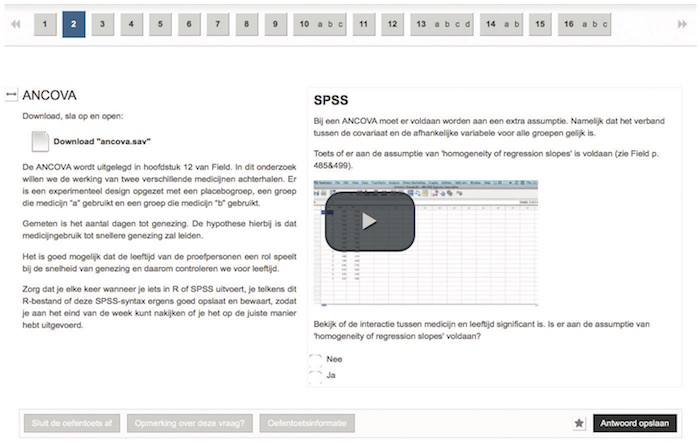 1 2 3 4 5 6 7 8 9 10 a b c 11 12 13 a b c d 14 a b 15 16 a b c
ANCOVA
Download, sla op en open:
Download "ancova.sav"
De ANCOVA wordt uitgelegd in hoofdstuk 12 van Field. In dit onderzoek
willen we de werking van twee verschillende medicijnen achterhalen. Er
is een experimenteel design opgezet met een placebogroep, een groep
die medicijn "a" gebruikt en een groep die medicijn "b" gebruikt.
Gemeten is het aantal dagen tot genezing. De hypothese hierbij is dat
medicijngebruik tot snellere genezing zal leiden.
Het is goed mogelijk dat de leeftijd van de proefpersonen een rol speelt
bij de snelheid van genezing en daarom controleren we voor leeftijd.
Zorg dat je elke keer wanneer je iets in R of SPSS uitvoert, je telkens dit
R-bestand of deze SPSS-syntax ergens goed opslaat en bewaart, zodat
je aan het eind van de week kunt nakijken of je het op de juiste manier
hebt uitgevoerd.
SPSS
Bij een ANCOVA moet er voldaan worden aan een extra assumptie. Namelijk dat het verband
tussen de covariaat en de afhankelijke variabele voor alle groepen gelijk is.
Toets of er aan de assumptie van 'homogeneity of regression slopes' is voldaan (zie Field p.
485&499).
Bekijk of de interactie tussen medicijn en leeftijd significant is. Is er aan de assumptie van
'homogeneity of regression slopes' voldaan?
Nee
Ja
Sluit de oefentoets af Opmerking over deze vraag? Oefentoetsinformatie Antwoord opslaan